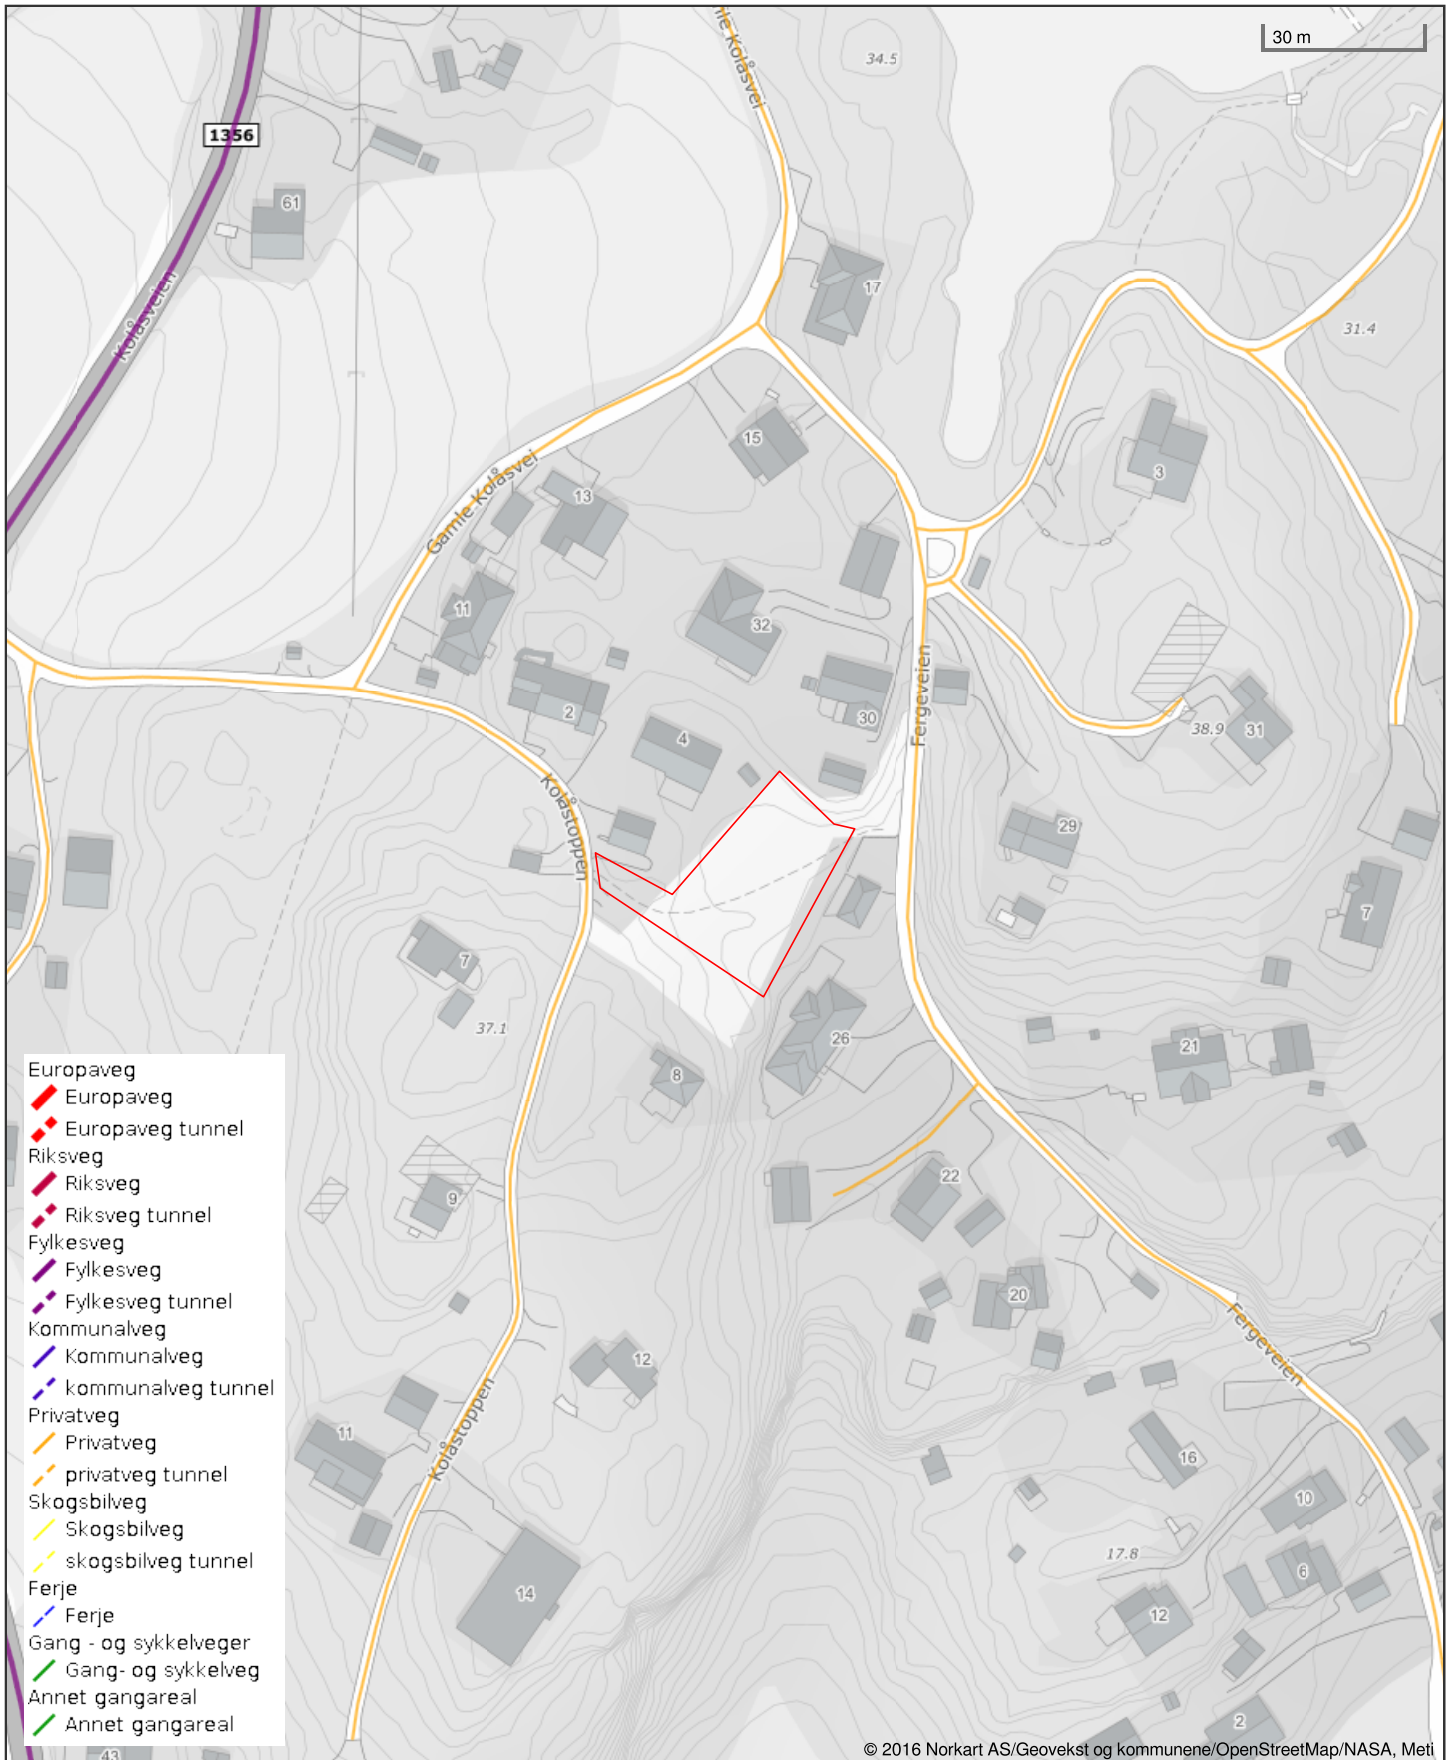 30 m
34.5
le Kolåsvei
1356
61
Kolåsveien
17
31.4
15
3
13
Gamle Kolåsvei
11
32
2
30
4
Fergeveien
38.9
31
Kolåstoppen
29
7
7
37.1
26
21
8
22
9
20
12
Fergeveien
11
Kolåstoppen
16
10
17.8
6
14
12
2
43
Europaveg
Europaveg
Europaveg tunnel
Riksveg
Riksveg
Riksveg tunnel
Fylkesveg
Fylkesveg
Fylkesveg tunnel
Kommunalveg
Kommunalveg
kommunalveg tunnel
Privatveg
Privatveg
privatveg tunnel
Skogsbilveg
Skogsbilveg
skogsbilveg tunnel
Ferje
Ferje
Gang - og sykkelveger
Gang- og sykkelveg
Annet gangareal
Annet gangareal
© 2016 Norkart AS/Geovekst og kommunene/OpenStreetMap/NASA, Meti